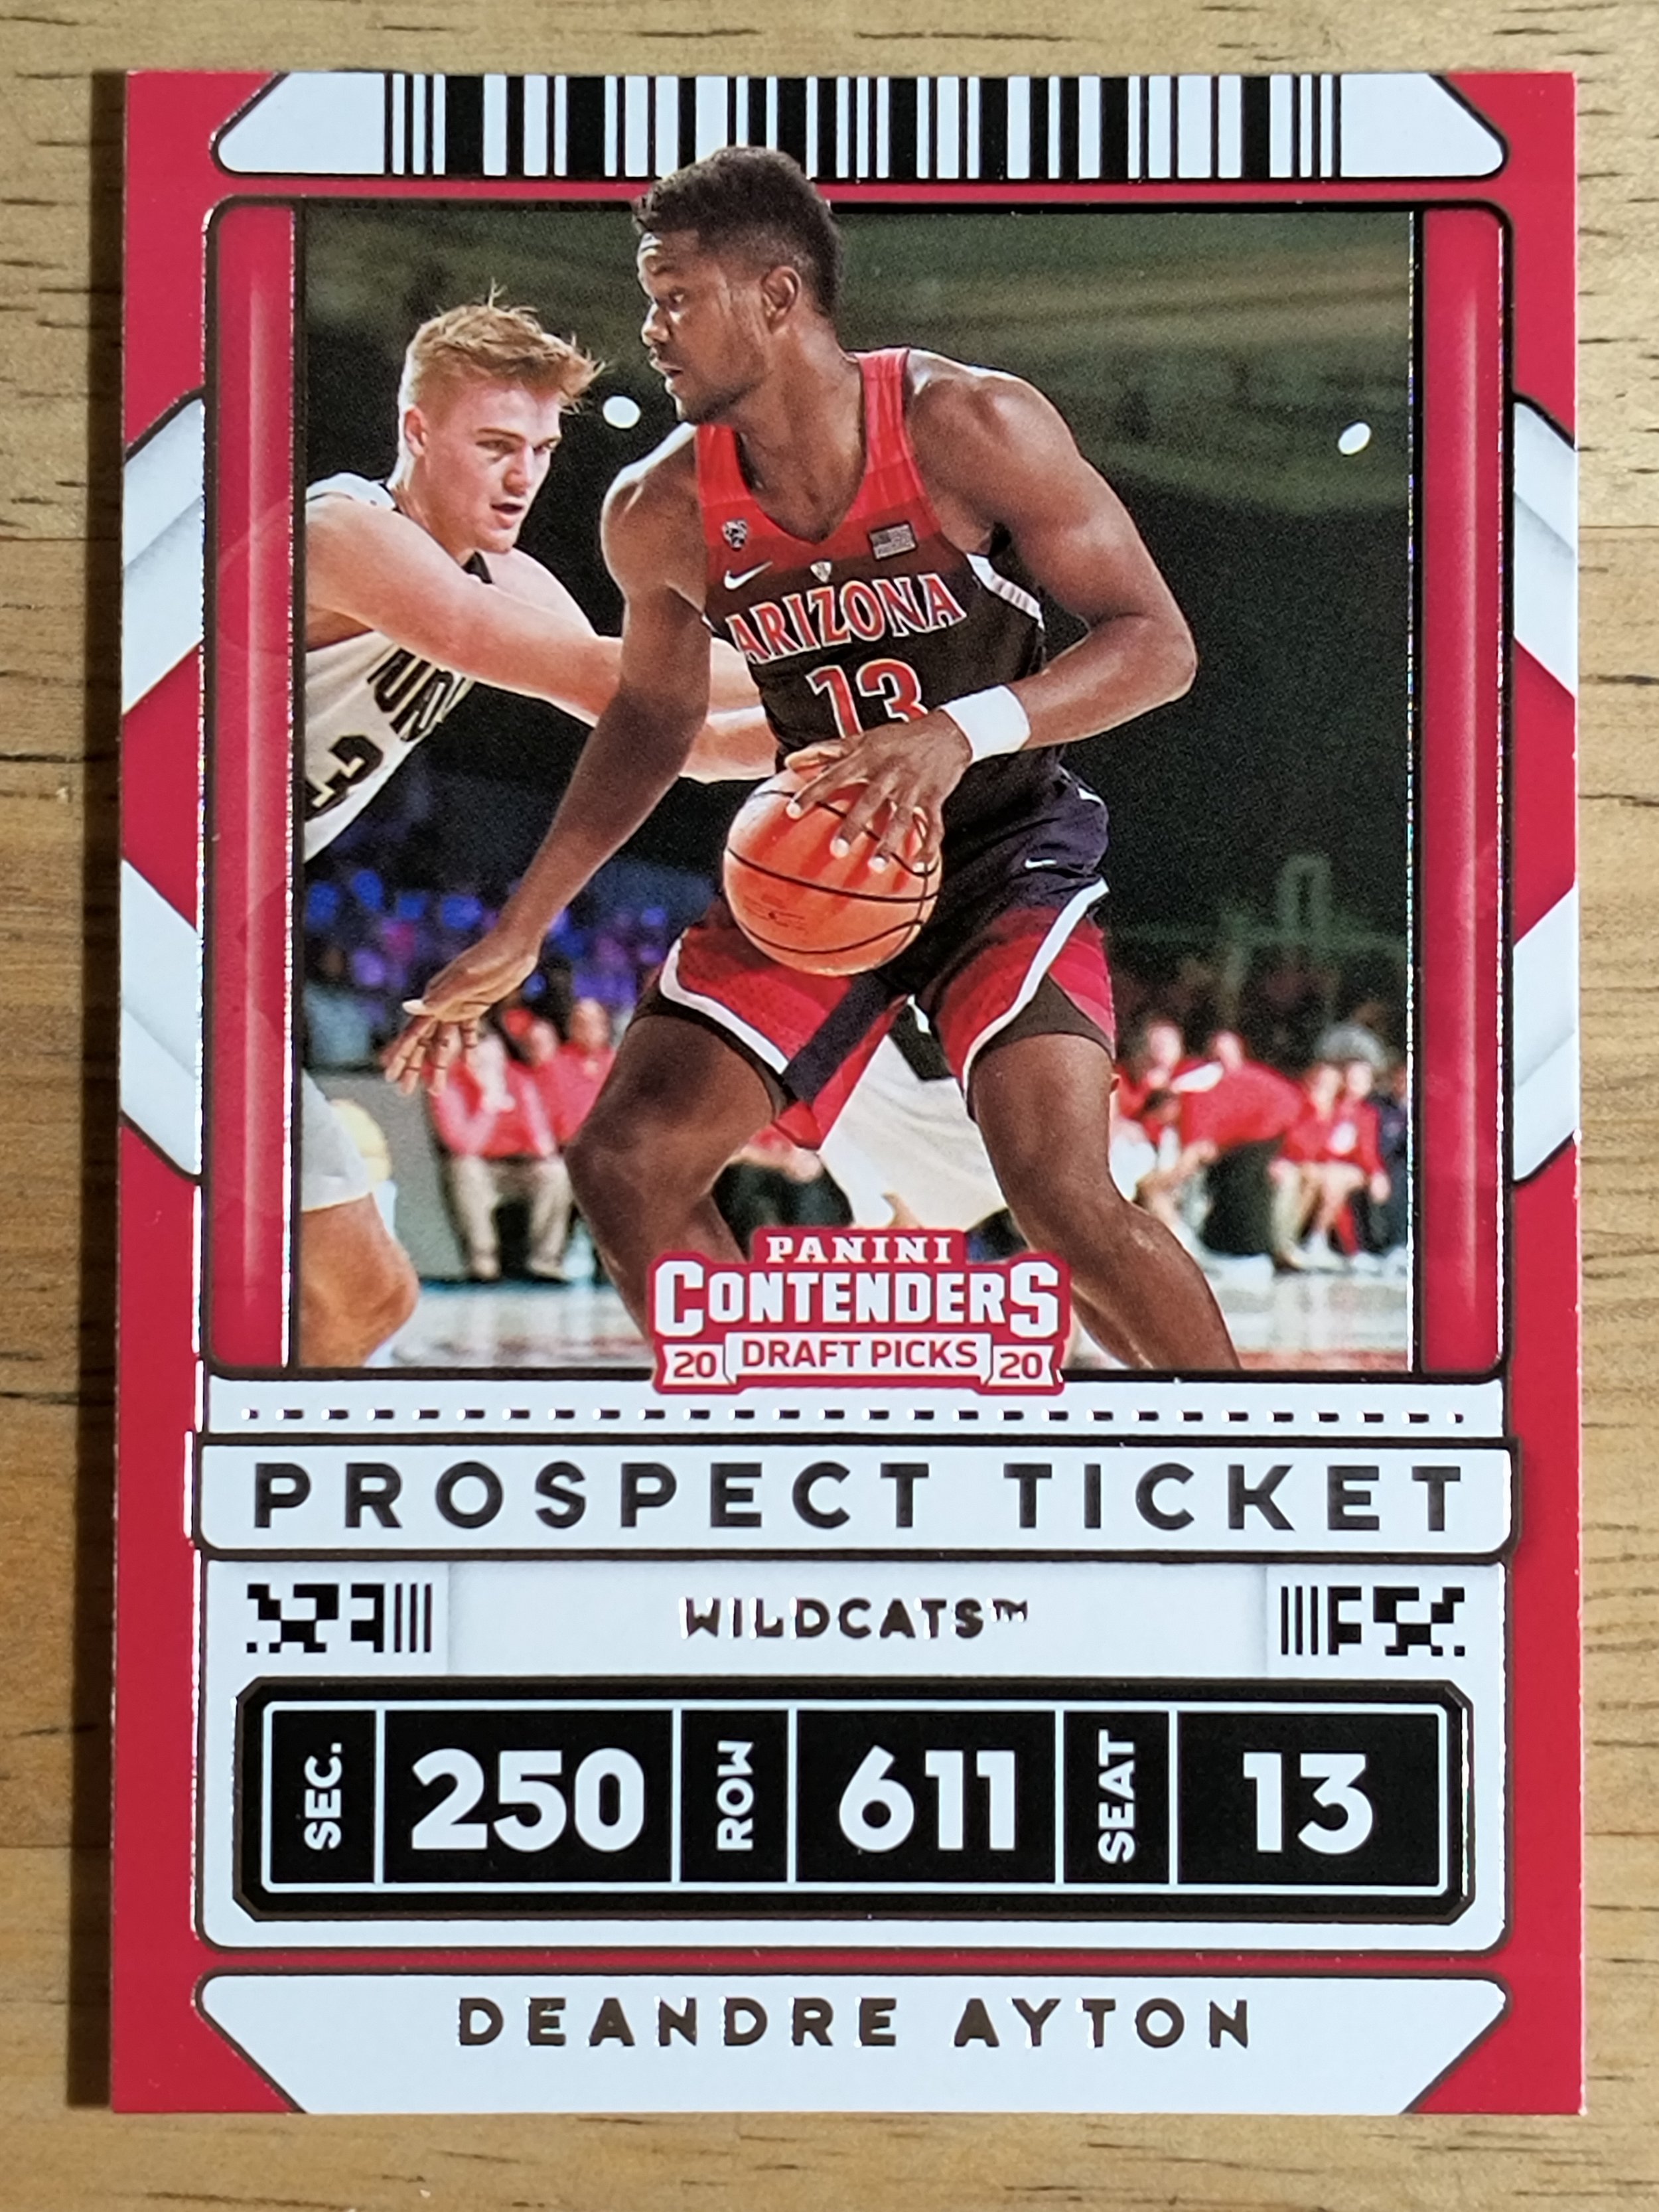 ARIZONA
13
PANINI
CONTENDERS
20 DRAFT PICKS 20
PROSPECT TICKET
WILDCATS™
SEC. 250 ROW 611 SEAT 13
DEANDRE AYTON